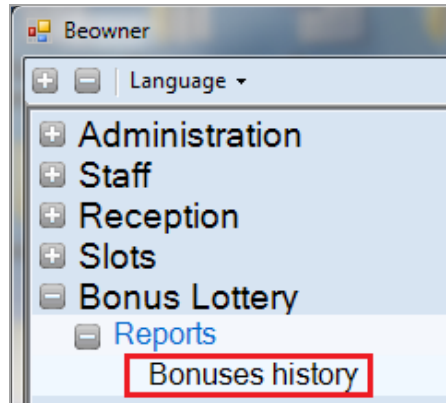 Beowner
Language
Administration
Staff
Reception
Slots
Bonus Lottery
Reports
Bonuses history